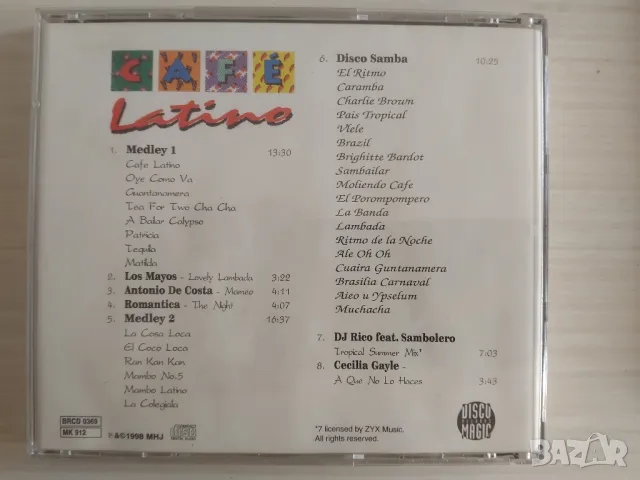 CAFÉ
Latino
1. Medley 1 13:30
Cafe Latino
Oye Como Va
Guantanamera
Tea For Two Cha Cha
A Bailar Calypso
Patricia
Tequila
Matilda
2. Los Mayos - Lovely Lambada 3:22
3. Antonio De Costa - Mameo 4:11
4. Romantica - The Night 4:07
5. Medley 2 16:37
La Cosa Loca
El Coco Loca
Ran Kan Kan
Mambo No.5
Mambo Latino
La Colegiala
6. Disco Samba 10:25
El Ritmo
Caramba
Charlie Brown
Pais Tropical
Vlele
Brazil
Brighitte Bardot
Sambailar
Moliendo Cafe
El Porompompero
La Banda
Lambada
Ritmo de la Noche
Ale Oh Oh
Cuaira Guntanamera
Brasilia Carnaval
Aieo u Ypselum
Muchacha
7. DJ Rico feat. Sambolero
Tropical Summer Mix* 7:03
8. Cecilia Gayle -
A Que No Lo Haces 3:43
BRCD 0369
MK 912
℗&©1998 MHJ
*7 licensed by ZYX Music.
All rights reserved.
DISCO
MAGIC
BAZAR